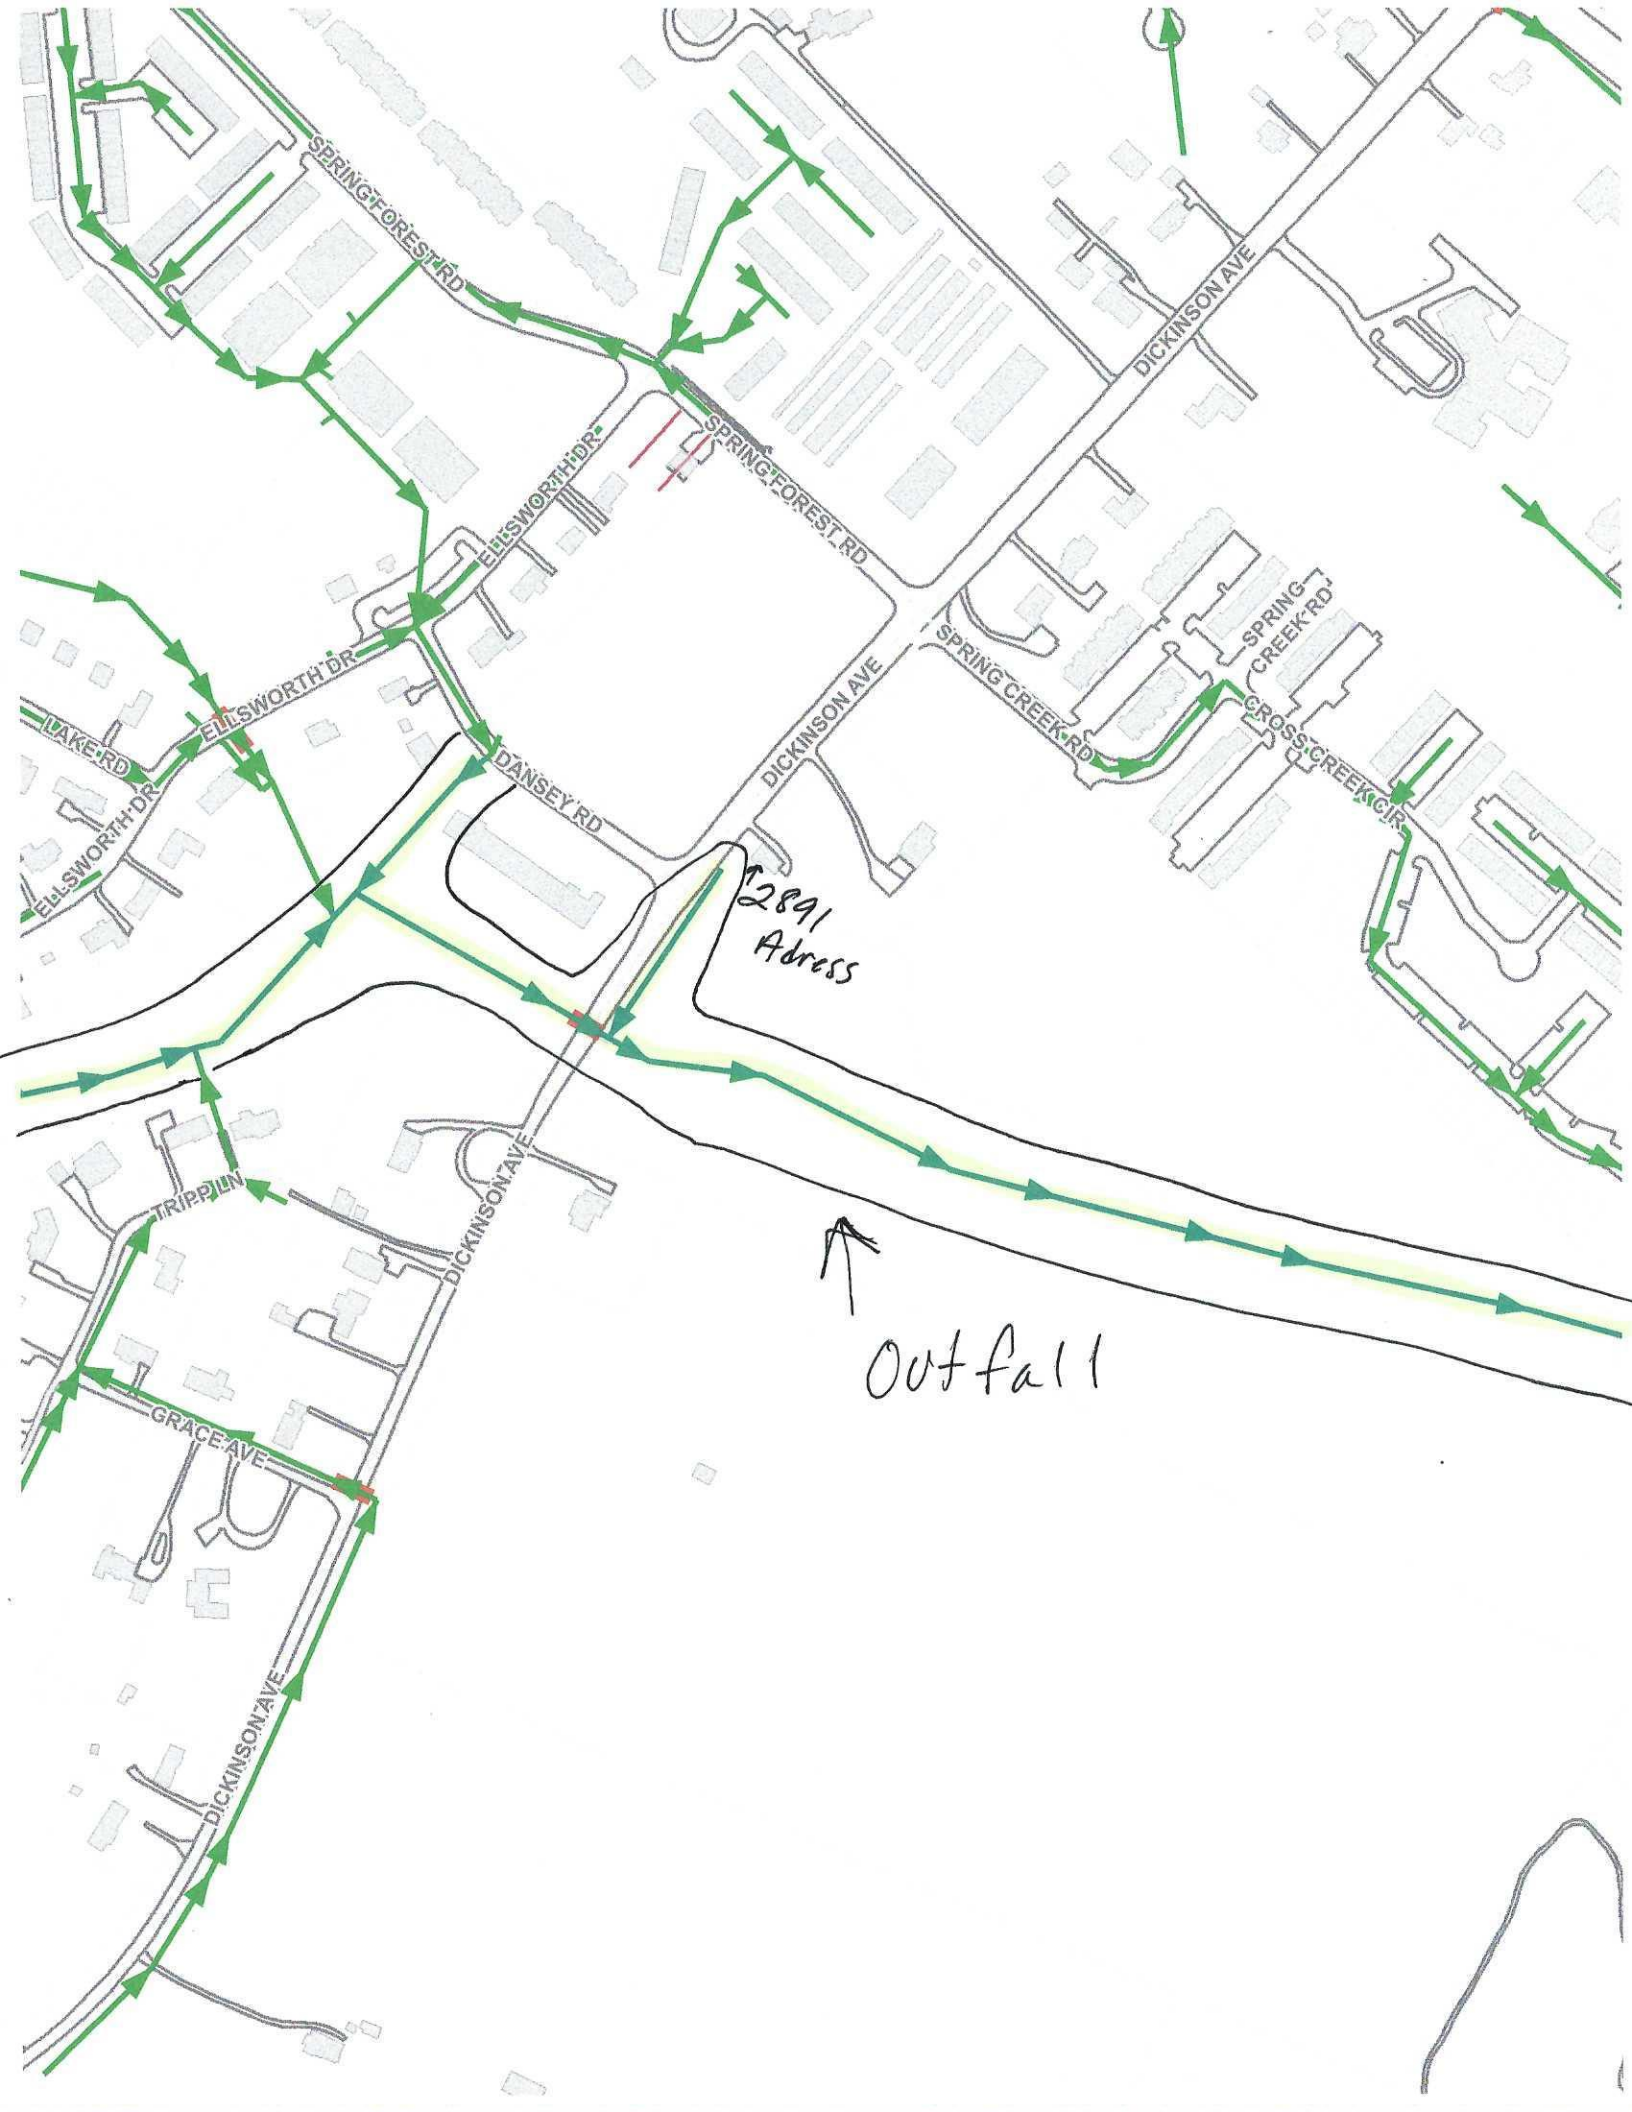 SPRING FOREST RD
DICKINSON AVE
SPRING FOREST RD
ELLSWORTH DR
SPRING
CREEK RD
SPRING CREEK RD
CROSS CREEK CIR
ELLSWORTH DR
LAKE RD
DICKINSON AVE
DANSEY RD
ELLSWORTH DR
2891
Adress
TRIPP LN
DICKINSON AVE
Outfall
GRACE AVE
DICKINSON AVE